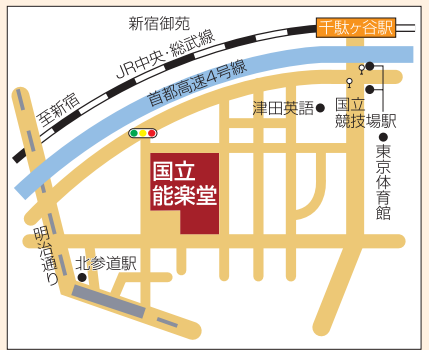 新宿御苑
千駄ヶ谷駅
JR中央・総武線
首都高速4号線
至新宿
津田英語
国立
競技場駅
東京体育館
国立
能楽堂
明治通り
北参道駅